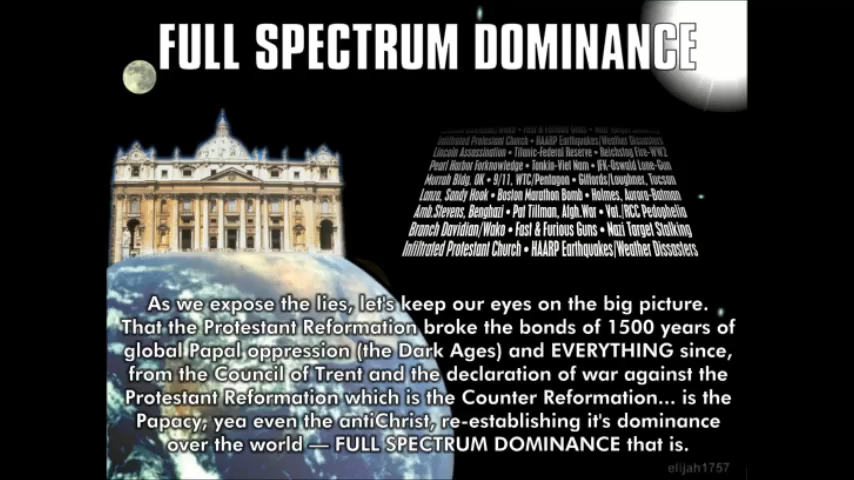 FULL SPECTRUM DOMINANCE
Infiltrated Protestant Church • HAARP Earthquakes/Weather Dissasters
Lincoln Assassination • Titanic-Federal Reserve • Reichstag Fire-WW2
Pearl Harbor Forknowledge • Tonkin-Viet Nam • JFK-Oswald Lone-Gun
Murrah Bldg. OK • 9/11, WTC/Pentagon • Giffords/Loughner, Tucson
Lanza, Sandy Hook • Boston Marathon Bomb • Holmes, Aurora-Batman
Amb.Stevens, Benghazi • Pat Tillman, Afgh.War • Vat./RCC Pedophelia
Branch Davidian/Wako • Fast & Furious Guns • Nazi Target Stalking
Infiltrated Protestant Church • HAARP Earthquakes/Weather Dissasters
As we expose the lies, let's keep our eyes on the big picture.
That the Protestant Reformation broke the bonds of 1500 years of
global Papal oppression (the Dark Ages) and EVERYTHING since,
from the Council of Trent and the declaration of war against the
Protestant Reformation which is the Counter Reformation... is the
Papacy; yea even the antiChrist, re-establishing it's dominance
over the world — FULL SPECTRUM DOMINANCE that is.
elijah1757